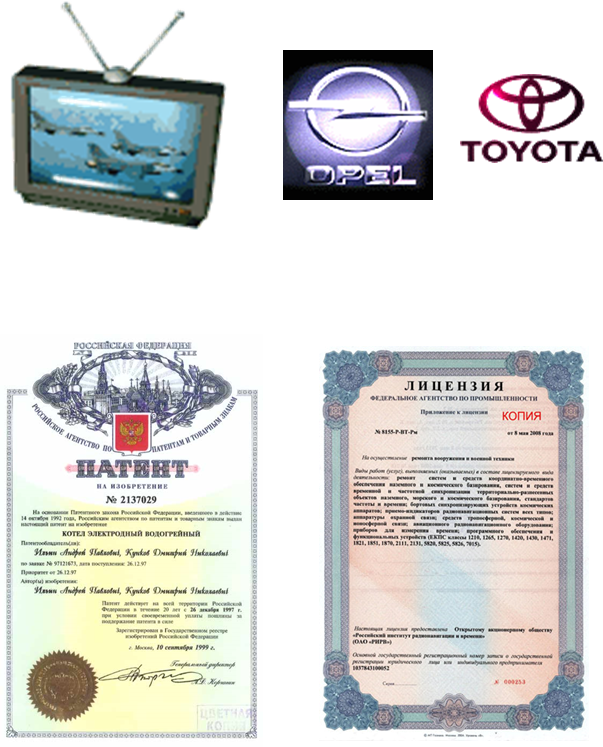 OPEL
TOYOTA
РОССИЙСКАЯ ФЕДЕРАЦИЯ
РОССИЙСКОЕ АГЕНТСТВО ПО ПАТЕНТАМ И ТОВАРНЫМ ЗНАКАМ
ПАТЕНТ
НА ИЗОБРЕТЕНИЕ
№ 2137029
На основании Патентного закона Российской Федерации, введенного в действие
14 октября 1992 года, Российским агентством по патентам и товарным знакам выдан
настоящий патент на изобретение
КОТЕЛ ЭЛЕКТРОДНЫЙ ВОДОГРЕЙНЫЙ
Патентообладатель(ли):
Ильин Андрей Павлович, Кунков Дмитрий Николаевич
по заявке № 97121673, дата поступления: 26.12.97
Приоритет от 26.12.97
Автор(ы) изобретения:
Ильин Андрей Павлович, Кунков Дмитрий Николаевич
Патент действует на всей территории Российской
Федерации в течение 20 лет с 26 декабря 1997 г.
при условии своевременной уплаты пошлины за
поддержание патента в силе
Зарегистрирован в Государственном реестре
изобретений Российской Федерации
г. Москва, 10 сентября 1999 г.
Генеральный директор
А.Д. Корчагин
ЦВЕТНАЯ
КОПИЯ
ЛИЦЕНЗИЯ
ФЕДЕРАЛЬНОЕ АГЕНТСТВО ПО ПРОМЫШЛЕННОСТИ
Приложение к лицензии
КОПИЯ
№ 8155-Р-ВТ-Рм от 8 мая 2008 года
На осуществление ремонта вооружения и военной техники
Виды работ (услуг), выполняемых (оказываемых) в составе лицензируемого вида
деятельности: ремонт систем и средств координатно-временного
обеспечения наземного и космического базирования, систем и средств
временной и частотной синхронизации территориально-разнесенных
объектов наземного, морского и космического базирования, стандартов
частоты и времени; бортовых синхронизирующих устройств космических
аппаратов; приемо-индикаторов радионавигационных систем всех типов;
аппаратуры охранной связи; средств тропосферной, космической и
ионосферной связи; авиационного радионавигационного оборудования;
приборов для измерения времени; программного обеспечения и
функциональных устройств (ЕКПС классы 1210, 1265, 1270, 1420, 1430, 1471,
1821, 1851, 1870, 2111, 2131, 5820, 5825, 5826, 7015).
Настоящая лицензия предоставлена Открытому акционерному обществу
«Российский институт радионавигации и времени»
(ОАО «РИРВ»)
Основной государственный регистрационный номер записи о государственной
регистрации юридического лица или индивидуального предпринимателя
1037843100052
Серия № 000253